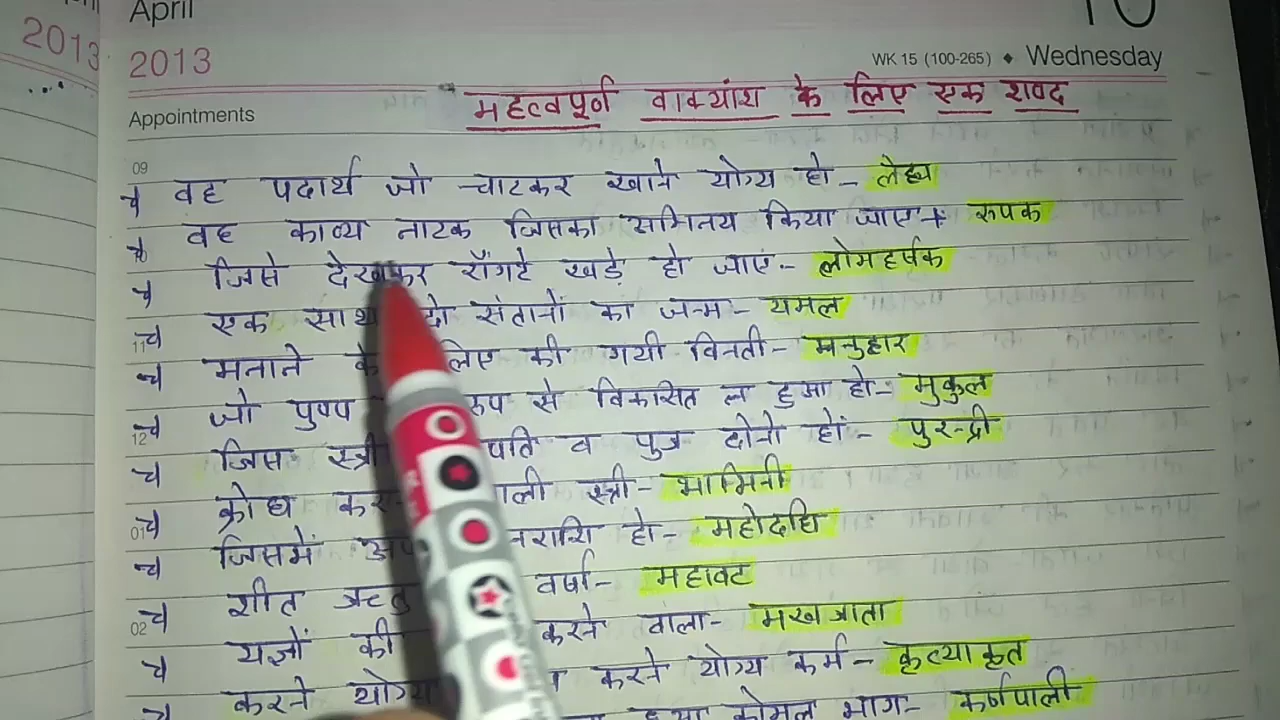 April
10
2013
2013
WK 15 (100-265) ◆ Wednesday
Appointments
महत्वपूर्ण वाक्यांश के लिए एक शब्द
09
वह पदार्थ जो चाटकर खाने योग्य हो- लेह्य
वह काव्य नाटक जिसका अभिनय किया जाए- रुपक
जिसे देखकर रोंगटे खड़े हो जाएं- लोमहर्षक
11
एक साथ दो संतानों का जन्म- यमल
मनाने के लिए की गयी विनती- मनुहार
12
जो पुष्प रुप से विकसित न हुआ हो- मुकुल
जिस स्त्री पति व पुत्र दोनो हों- पुरन्ध्री
01
क्रोध वाली स्त्री- भामिनी
जिसमें हो- महोदधि
शीत ऋतु वर्षा- महावट
02
यज्ञों की करने वाला- मखत्राता
करने योग्य करने योग्य कर्म- कृत्याकृत
कोमल भाग- कर्णपाली